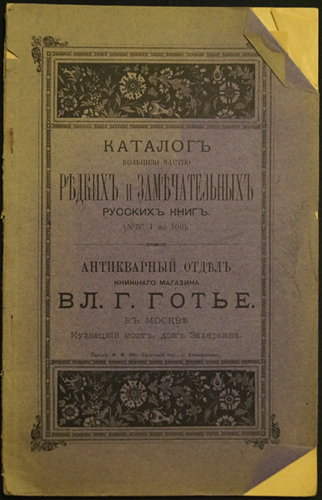 КАТАЛОГЪ
БОЛЬШЕЮ ЧАСТІЮ
РѢДКИХЪ и ЗАМѢЧАТЕЛЬНЫХЪ
РУССКИХЪ КНИГЪ.
(№№ 1 по 500).
АНТИКВАРНЫЙ ОТДѢЛЪ
КНИЖНАГО МАГАЗИНА
ВЛ. Г. ГОТЬЕ.
ВЪ МОСКВѢ
Кузнецкій мостъ, домъ Захарьина.